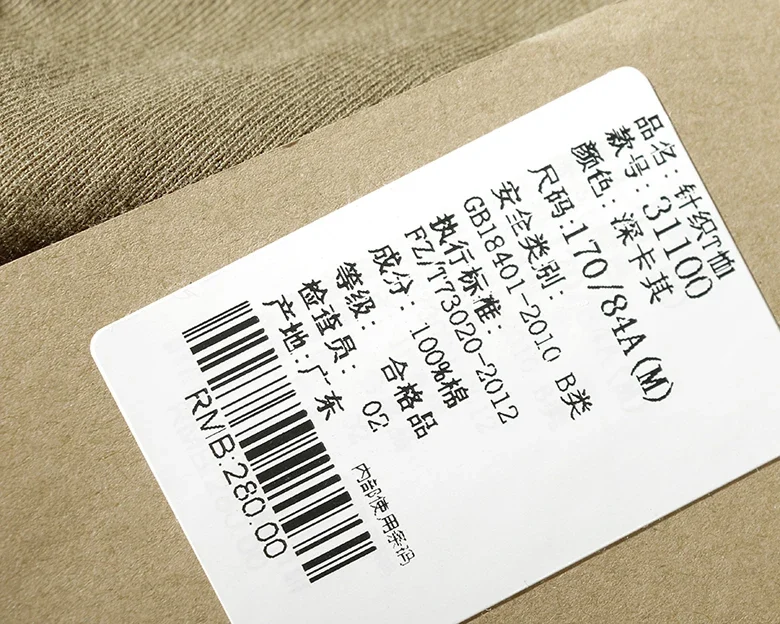 品名:针织T恤
款号:31100
颜色:深卡其
尺码:170/84A(M)
安全类别:
GB18401-2010 B类
执行标准:
FZ/T73020-2012
成分: 100%棉
等级: 合格品
检查员: 02
产地:广东
内部使用条码
RMB:280.00